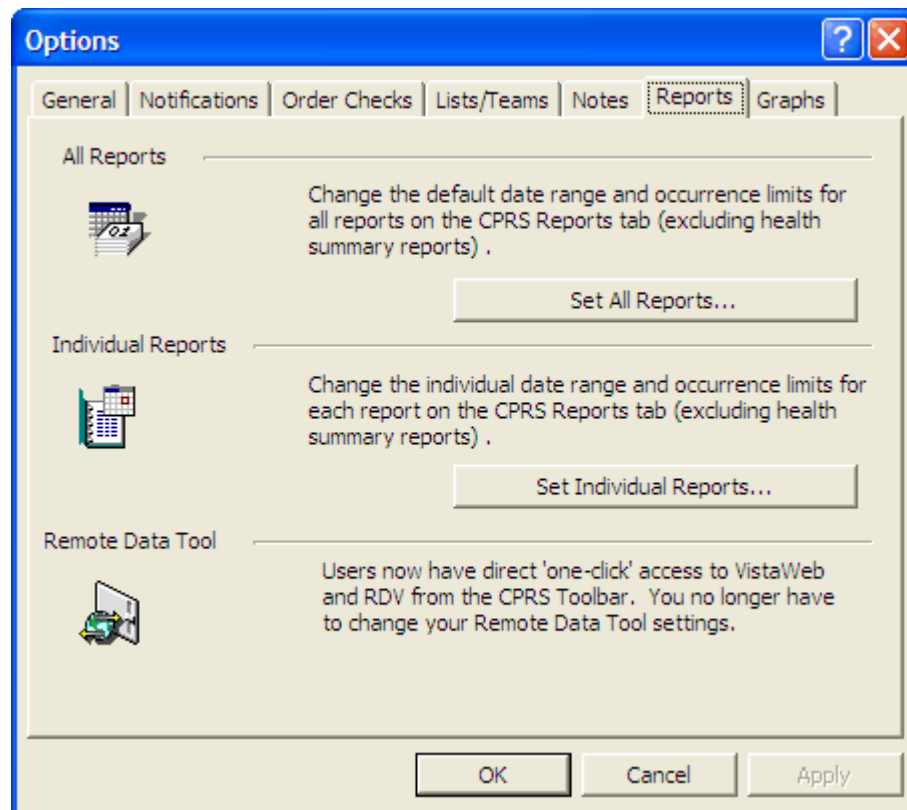 Options
General
Notifications
Order Checks
Lists/Teams
Notes
Reports
Graphs
All Reports
Change the default date range and occurrence limits for
all reports on the CPRS Reports tab (excluding health
summary reports) .
Set All Reports...
Individual Reports
Change the individual date range and occurrence limits for
each report on the CPRS Reports tab (excluding health
summary reports) .
Set Individual Reports...
Remote Data Tool
Users now have direct 'one-click' access to VistaWeb
and RDV from the CPRS Toolbar.  You no longer have
to change your Remote Data Tool settings.
OK
Cancel
Apply